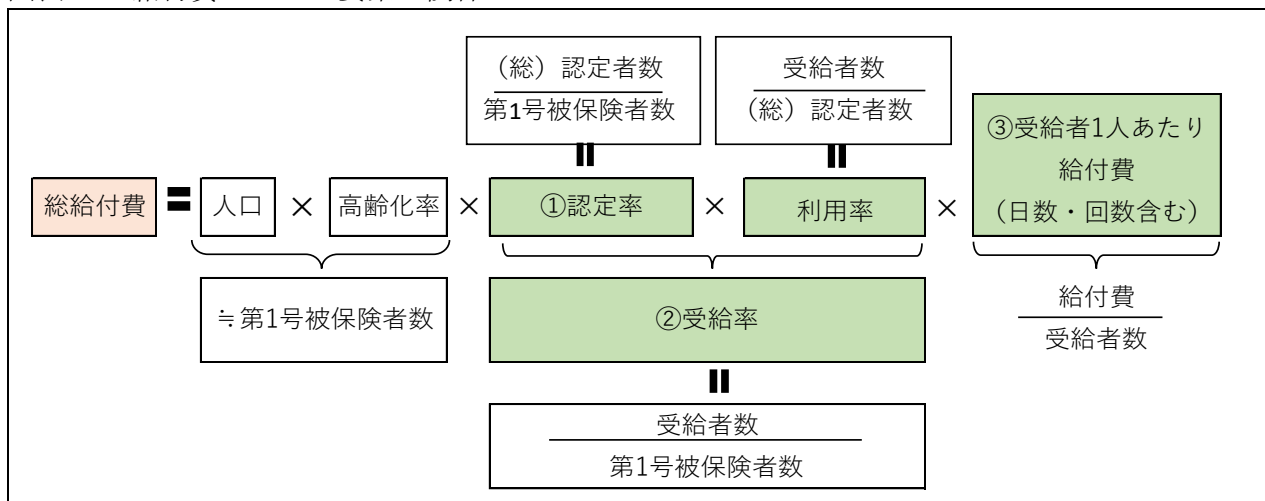 (総)認定者数
第1号被保険者数
受給者数
(総)認定者数
③受給者1人あたり
給付費
(日数・回数含む)
総給付費 = 人口 × 高齢化率 × ①認定率 × 利用率 ×
≒第1号被保険者数
②受給率
給付費
受給者数
受給者数
第1号被保険者数